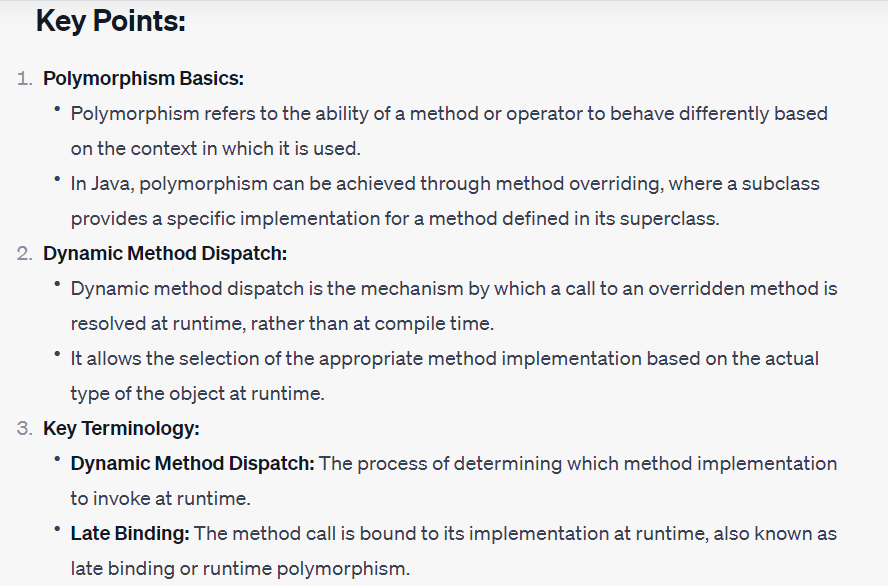 Key Points:
1. Polymorphism Basics:
• Polymorphism refers to the ability of a method or operator to behave differently based
on the context in which it is used.
• In Java, polymorphism can be achieved through method overriding, where a subclass
provides a specific implementation for a method defined in its superclass.
2. Dynamic Method Dispatch:
• Dynamic method dispatch is the mechanism by which a call to an overridden method is
resolved at runtime, rather than at compile time.
• It allows the selection of the appropriate method implementation based on the actual
type of the object at runtime.
3. Key Terminology:
• Dynamic Method Dispatch: The process of determining which method implementation
to invoke at runtime.
• Late Binding: The method call is bound to its implementation at runtime, also known as
late binding or runtime polymorphism.